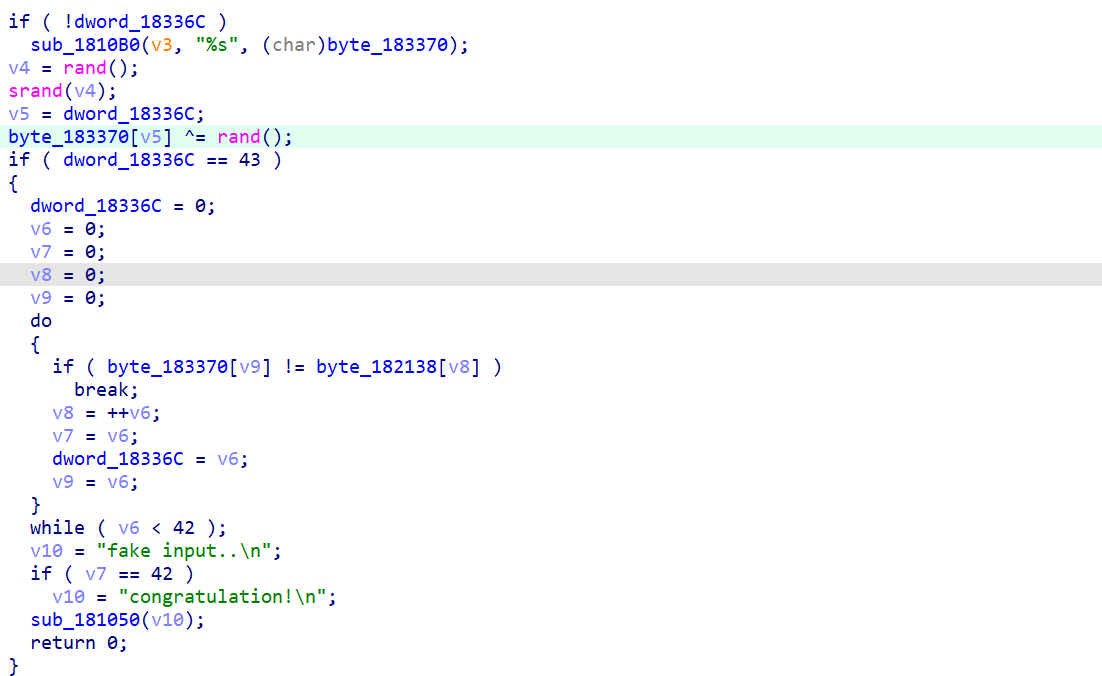 if ( !dword_18336C )
  sub_1810B0(v3, "%s", (char)byte_183370);
v4 = rand();
srand(v4);
v5 = dword_18336C;
byte_183370[v5] ^= rand();
if ( dword_18336C == 43 )
{
  dword_18336C = 0;
  v6 = 0;
  v7 = 0;
  v8 = 0;
  v9 = 0;
  do
  {
    if ( byte_183370[v9] != byte_182138[v8] )
      break;
    v8 = ++v6;
    v7 = v6;
    dword_18336C = v6;
    v9 = v6;
  }
  while ( v6 < 42 );
  v10 = "fake input..\n";
  if ( v7 == 42 )
    v10 = "congratulation!\n";
  sub_181050(v10);
  return 0;
}